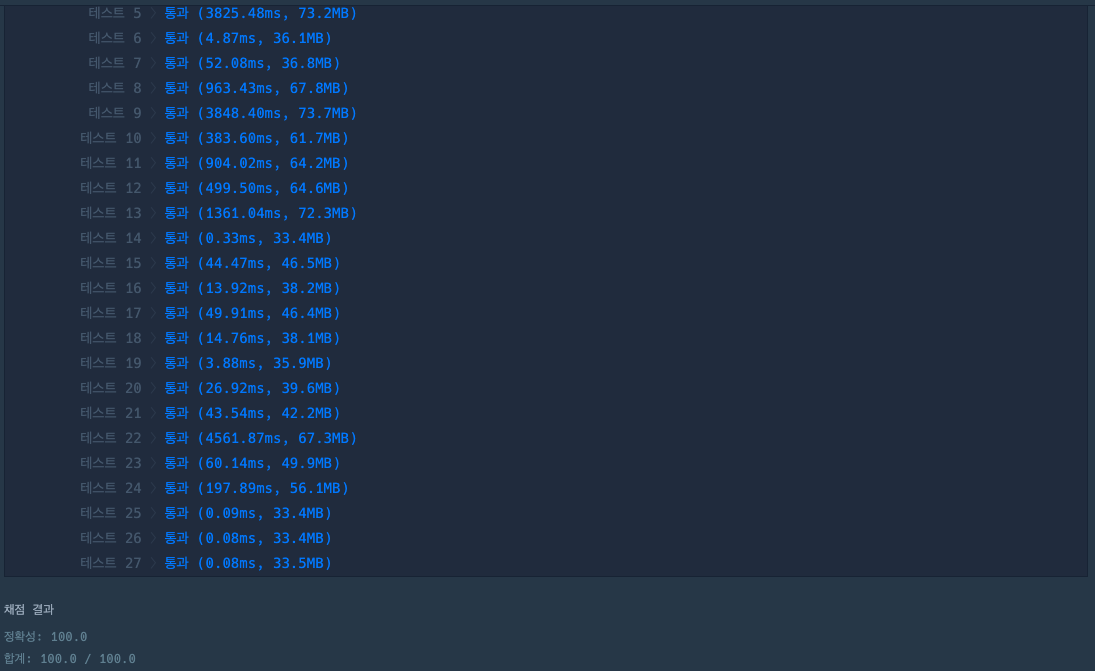 테스트 5 〉 통과 (3825.48ms, 73.2MB)
테스트 6 〉 통과 (4.87ms, 36.1MB)
테스트 7 〉 통과 (52.08ms, 36.8MB)
테스트 8 〉 통과 (963.43ms, 67.8MB)
테스트 9 〉 통과 (3848.40ms, 73.7MB)
테스트 10 〉 통과 (383.60ms, 61.7MB)
테스트 11 〉 통과 (904.02ms, 64.2MB)
테스트 12 〉 통과 (499.50ms, 64.6MB)
테스트 13 〉 통과 (1361.04ms, 72.3MB)
테스트 14 〉 통과 (0.33ms, 33.4MB)
테스트 15 〉 통과 (44.47ms, 46.5MB)
테스트 16 〉 통과 (13.92ms, 38.2MB)
테스트 17 〉 통과 (49.91ms, 46.4MB)
테스트 18 〉 통과 (14.76ms, 38.1MB)
테스트 19 〉 통과 (3.88ms, 35.9MB)
테스트 20 〉 통과 (26.92ms, 39.6MB)
테스트 21 〉 통과 (43.54ms, 42.2MB)
테스트 22 〉 통과 (4561.87ms, 67.3MB)
테스트 23 〉 통과 (60.14ms, 49.9MB)
테스트 24 〉 통과 (197.89ms, 56.1MB)
테스트 25 〉 통과 (0.09ms, 33.4MB)
테스트 26 〉 통과 (0.08ms, 33.4MB)
테스트 27 〉 통과 (0.08ms, 33.5MB)
채점 결과
정확성: 100.0
합계: 100.0 / 100.0